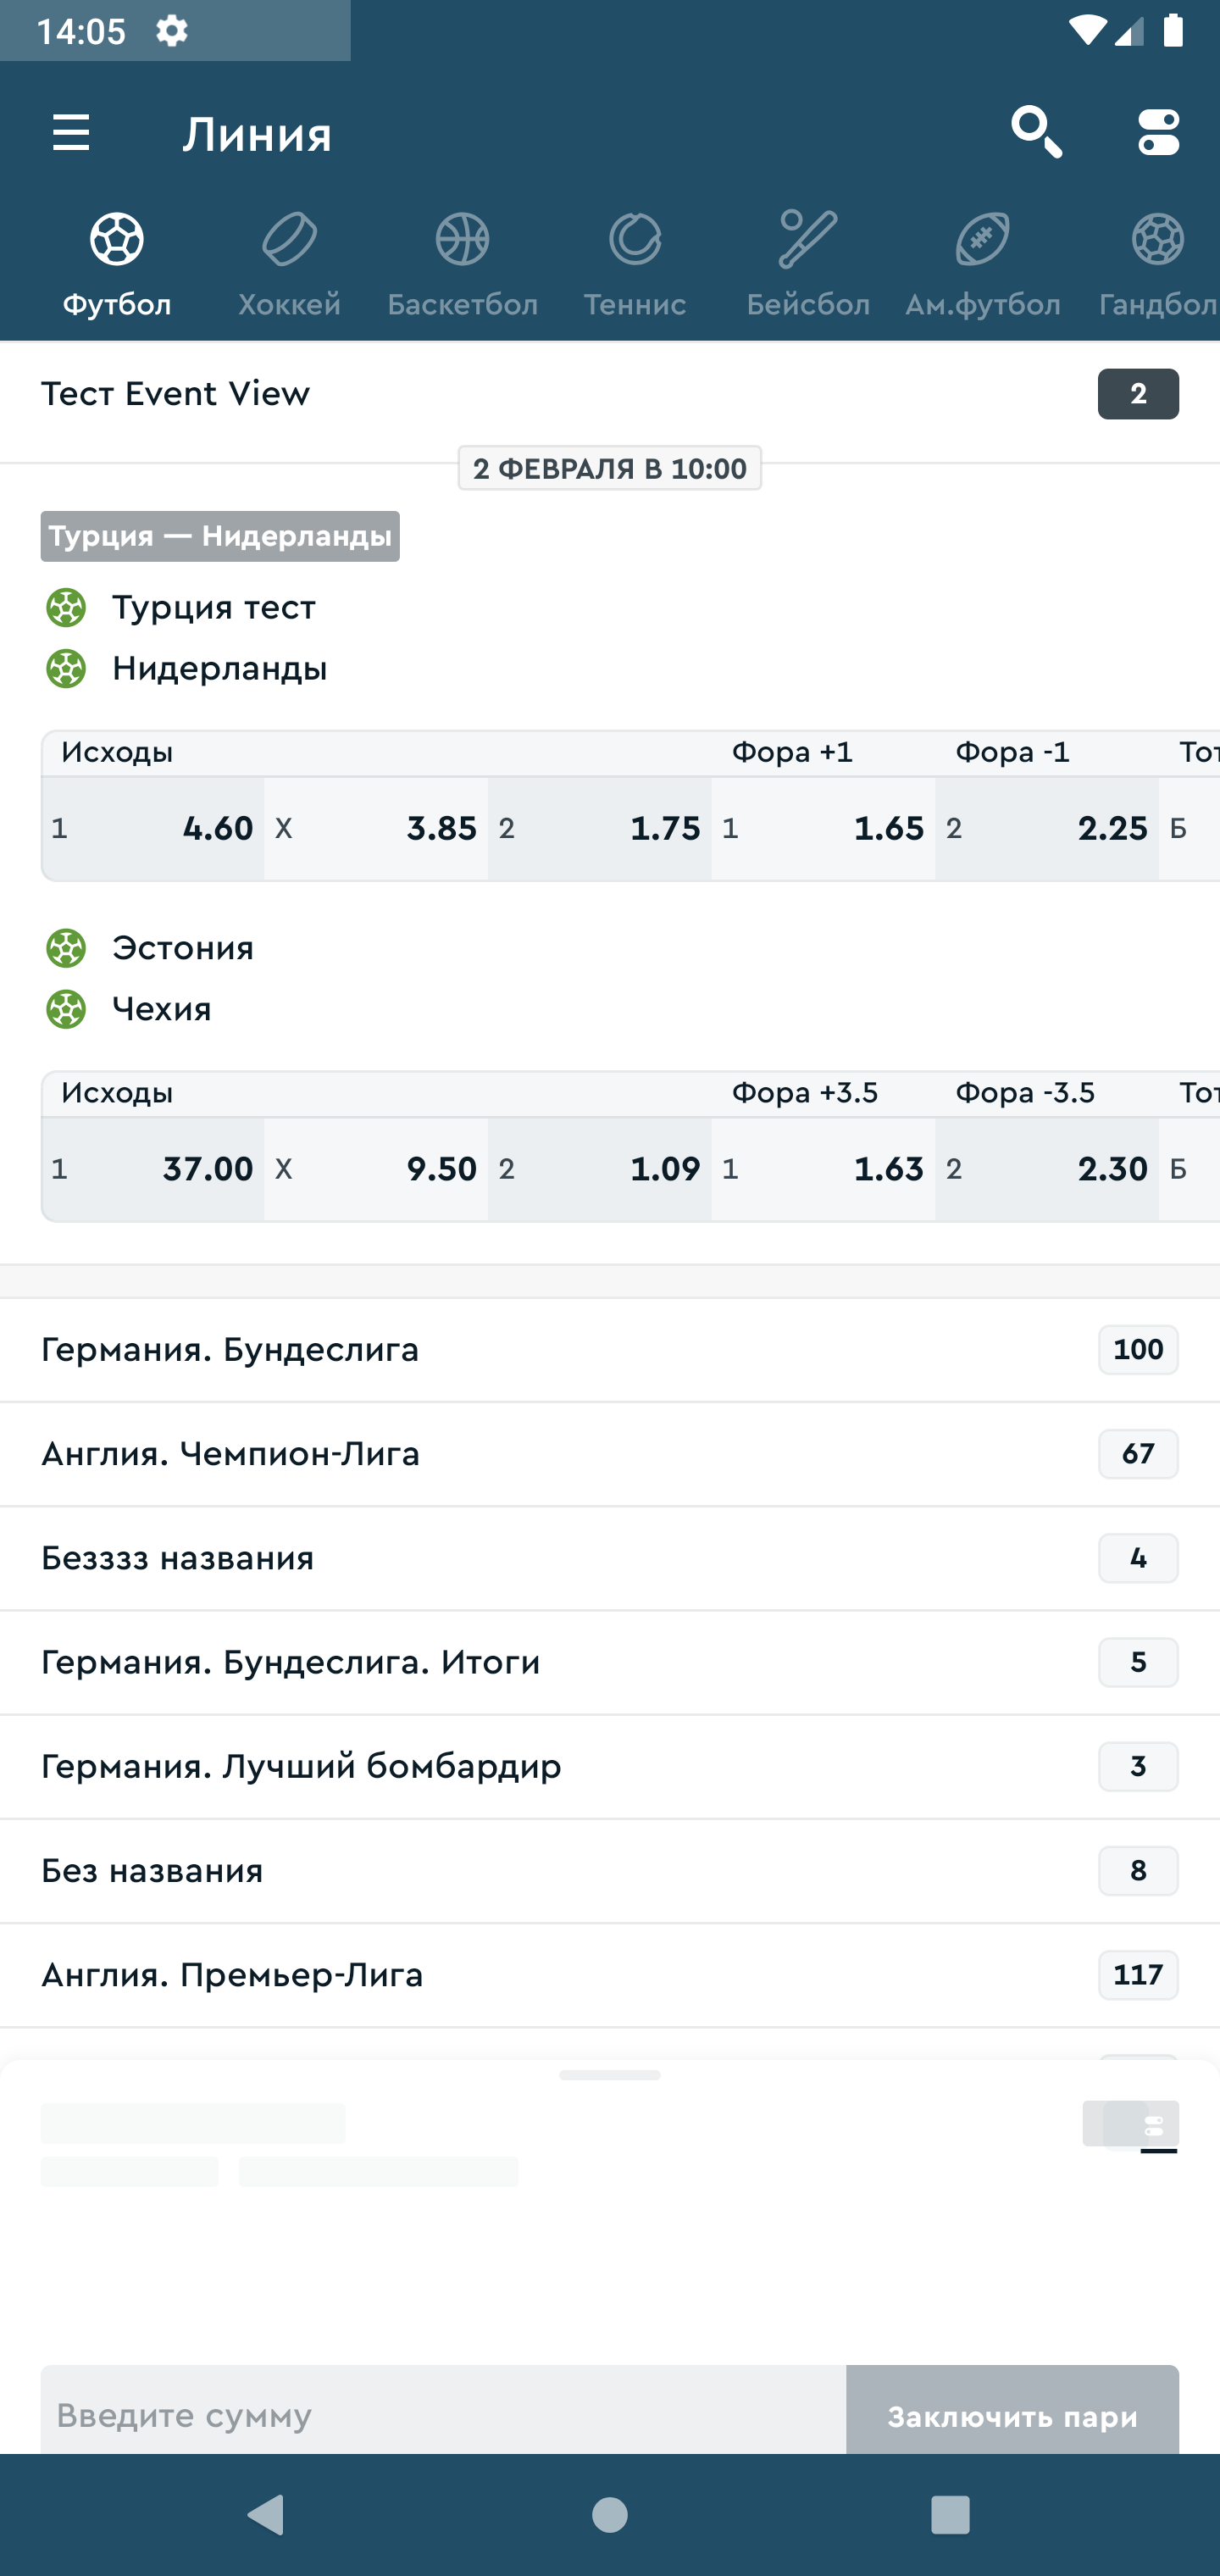 14:05
Линия
Футбол Хоккей Баскетбол Теннис Бейсбол Ам.футбол Гандбол
Тест Event View 2
2 ФЕВРАЛЯ В 10:00
Турция — Нидерланды
Турция тест
Нидерланды
Исходы Фора +1 Фора -1
1 4.60 X 3.85 2 1.75 1 1.65 2 2.25 Б
Эстония
Чехия
Исходы Фора +3.5 Фора -3.5
1 37.00 X 9.50 2 1.09 1 1.63 2 2.30 Б
Германия. Бундеслига 100
Англия. Чемпион-Лига 67
Безззз названия 4
Германия. Бундеслига. Итоги 5
Германия. Лучший бомбардир 3
Без названия 8
Англия. Премьер-Лига 117
Введите сумму Заключить пари